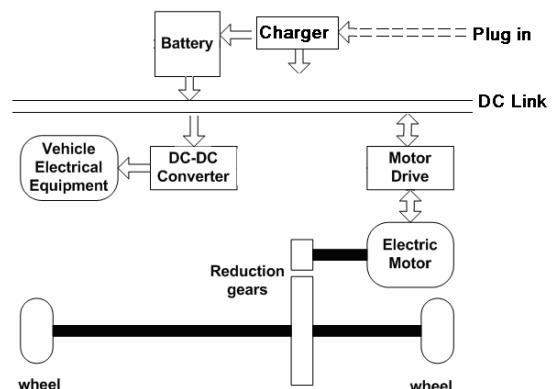 Battery
Charger
Plug in
DC Link
Vehicle
Electrical
Equipment
DC-DC
Converter
Motor
Drive
Electric
Motor
Reduction
gears
wheel
wheel